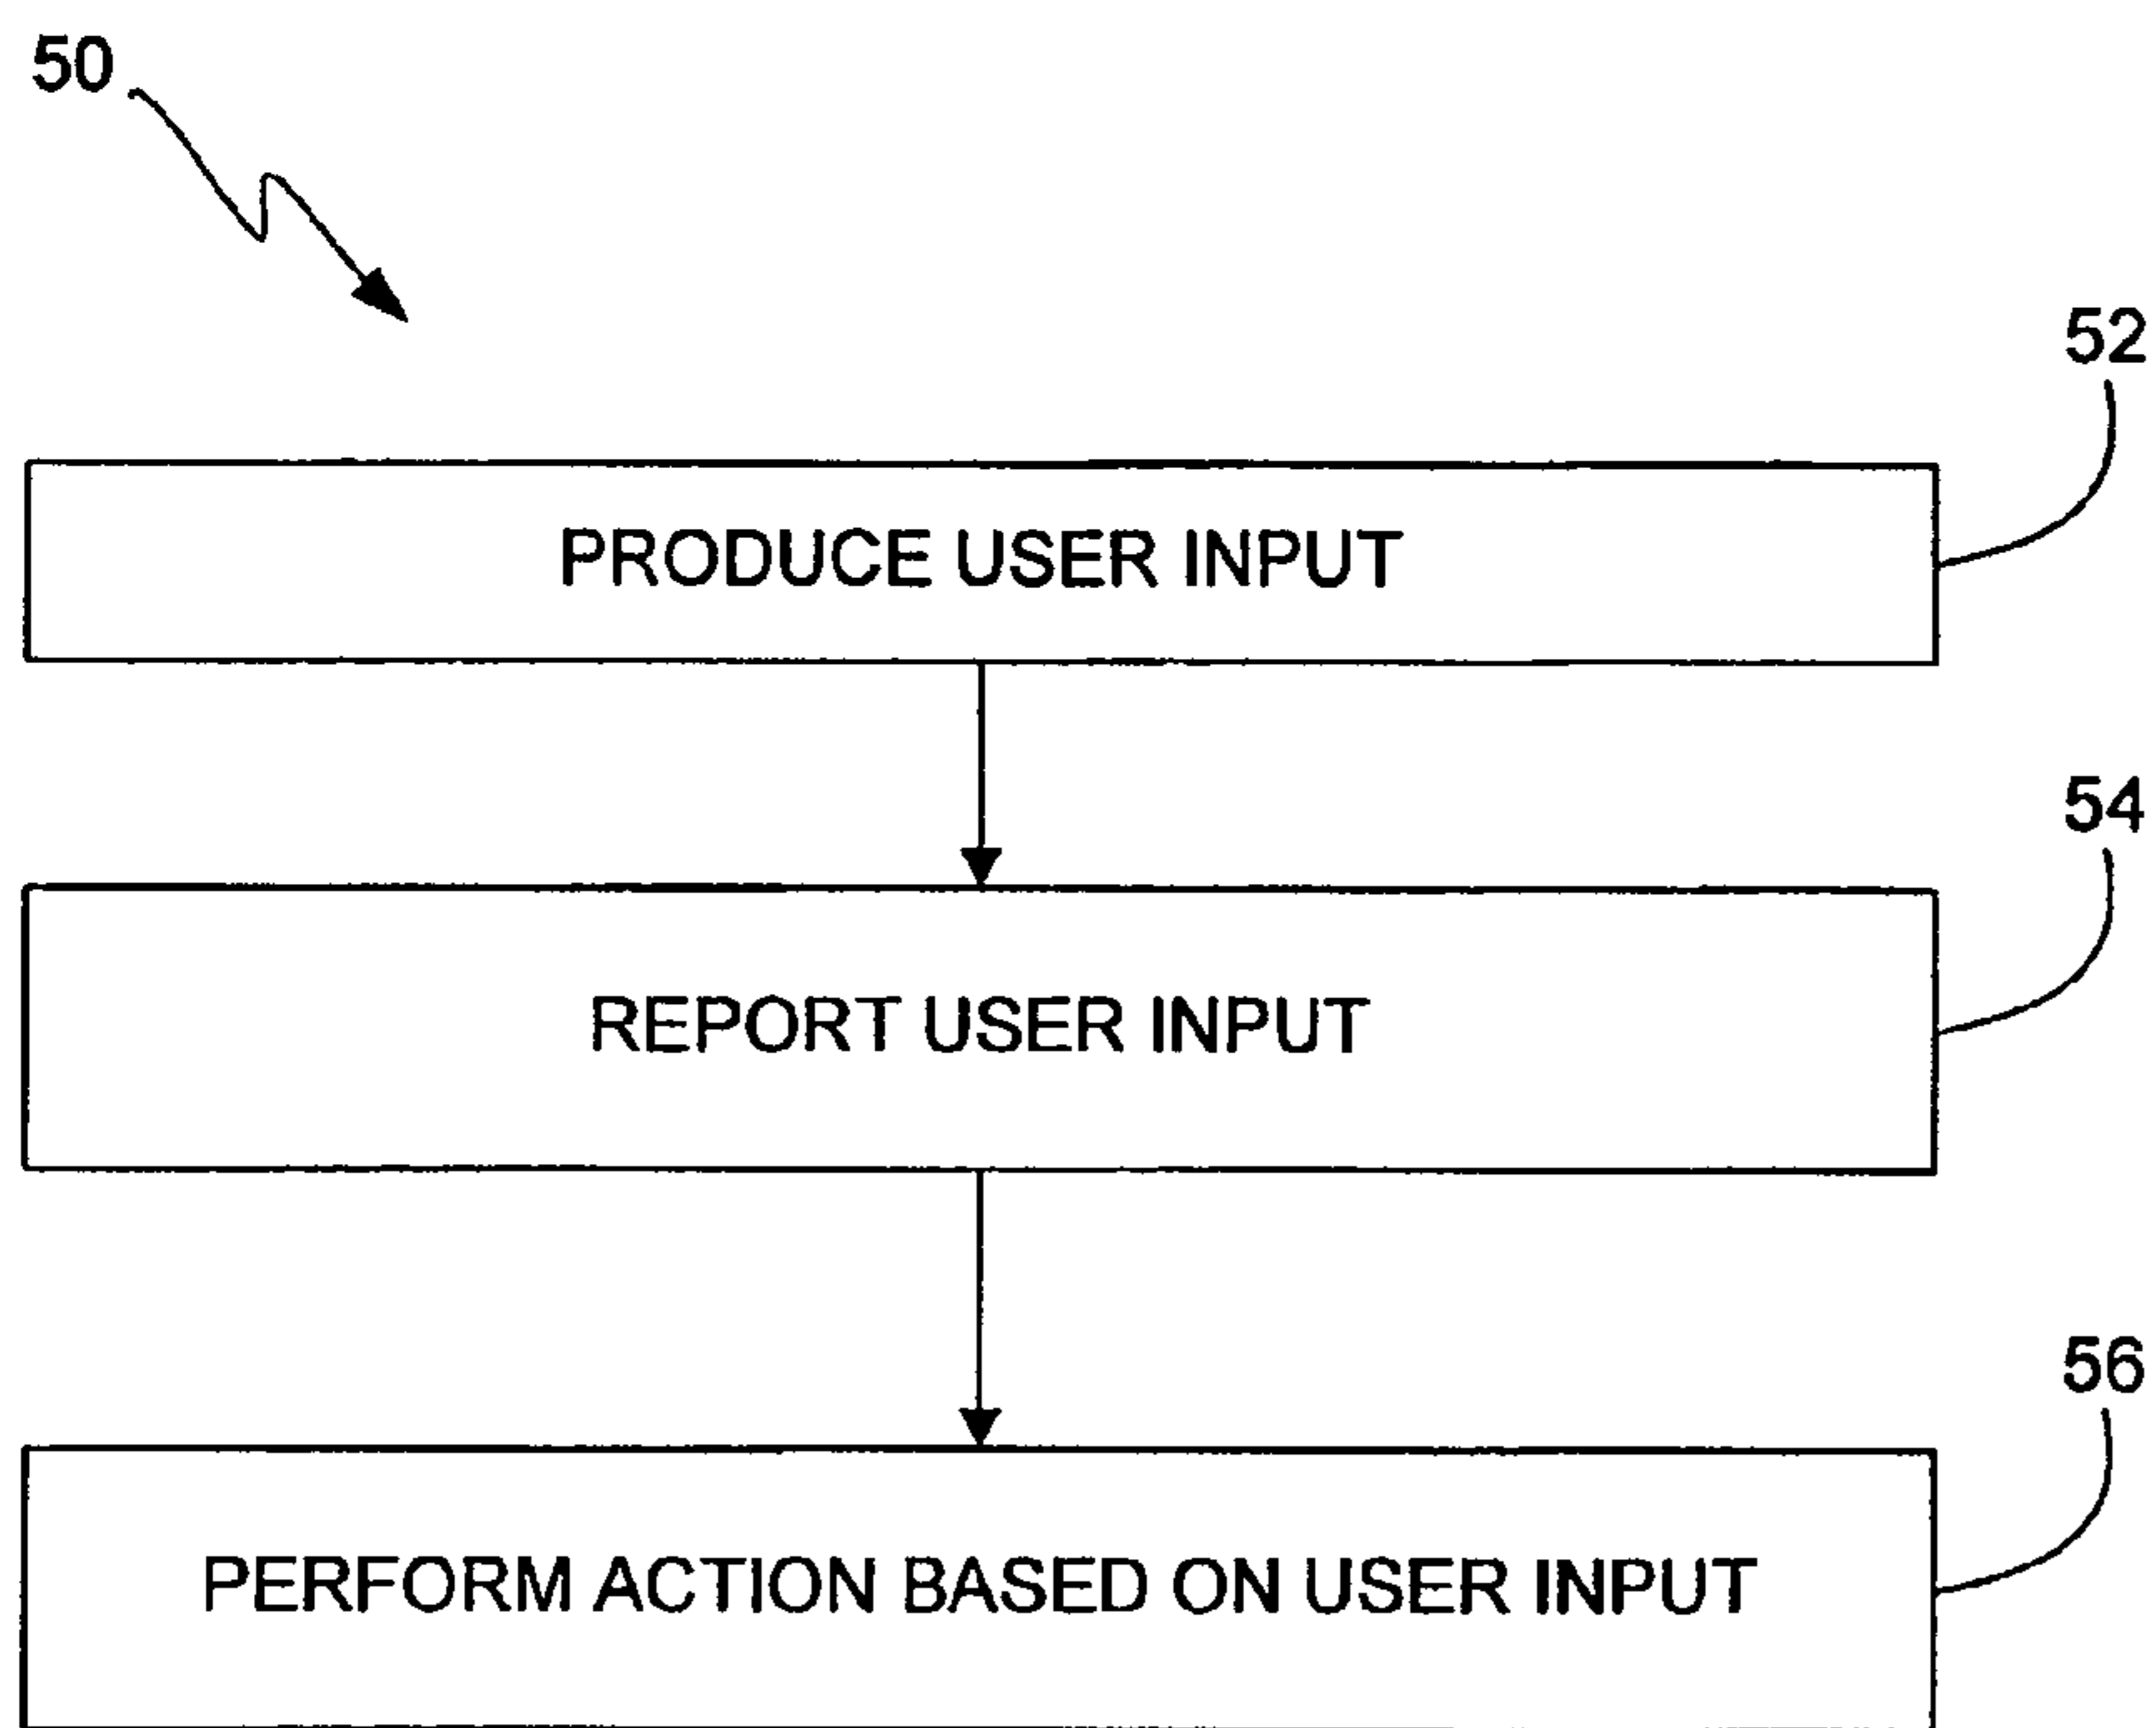 50
52
PRODUCE USER INPUT
54
REPORT USER INPUT
56
PERFORM ACTION BASED ON USER INPUT